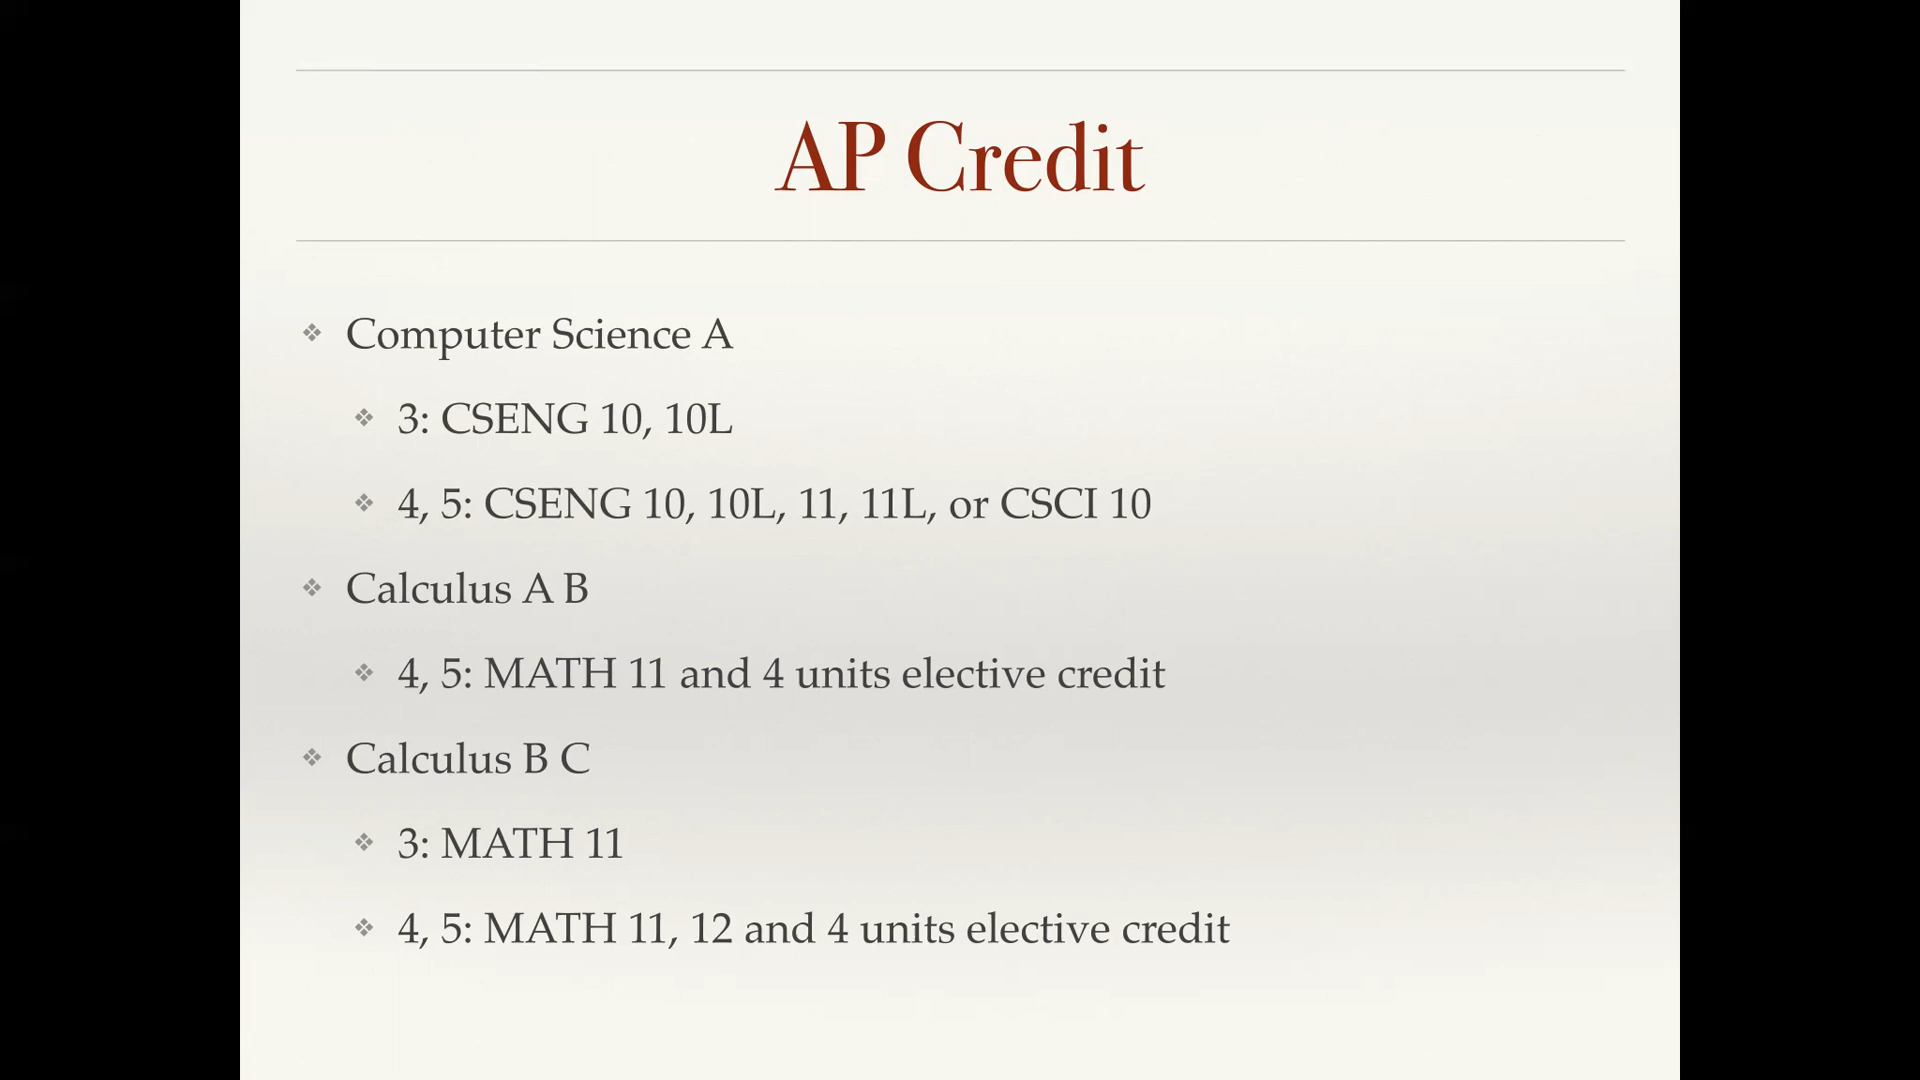 AP Credit
Computer Science A
3: CSENG 10, 10L
4, 5: CSENG 10, 10L, 11, 11L, or CSCI 10
Calculus A B
4, 5: MATH 11 and 4 units elective credit
Calculus B C
3: MATH 11
4, 5: MATH 11, 12 and 4 units elective credit